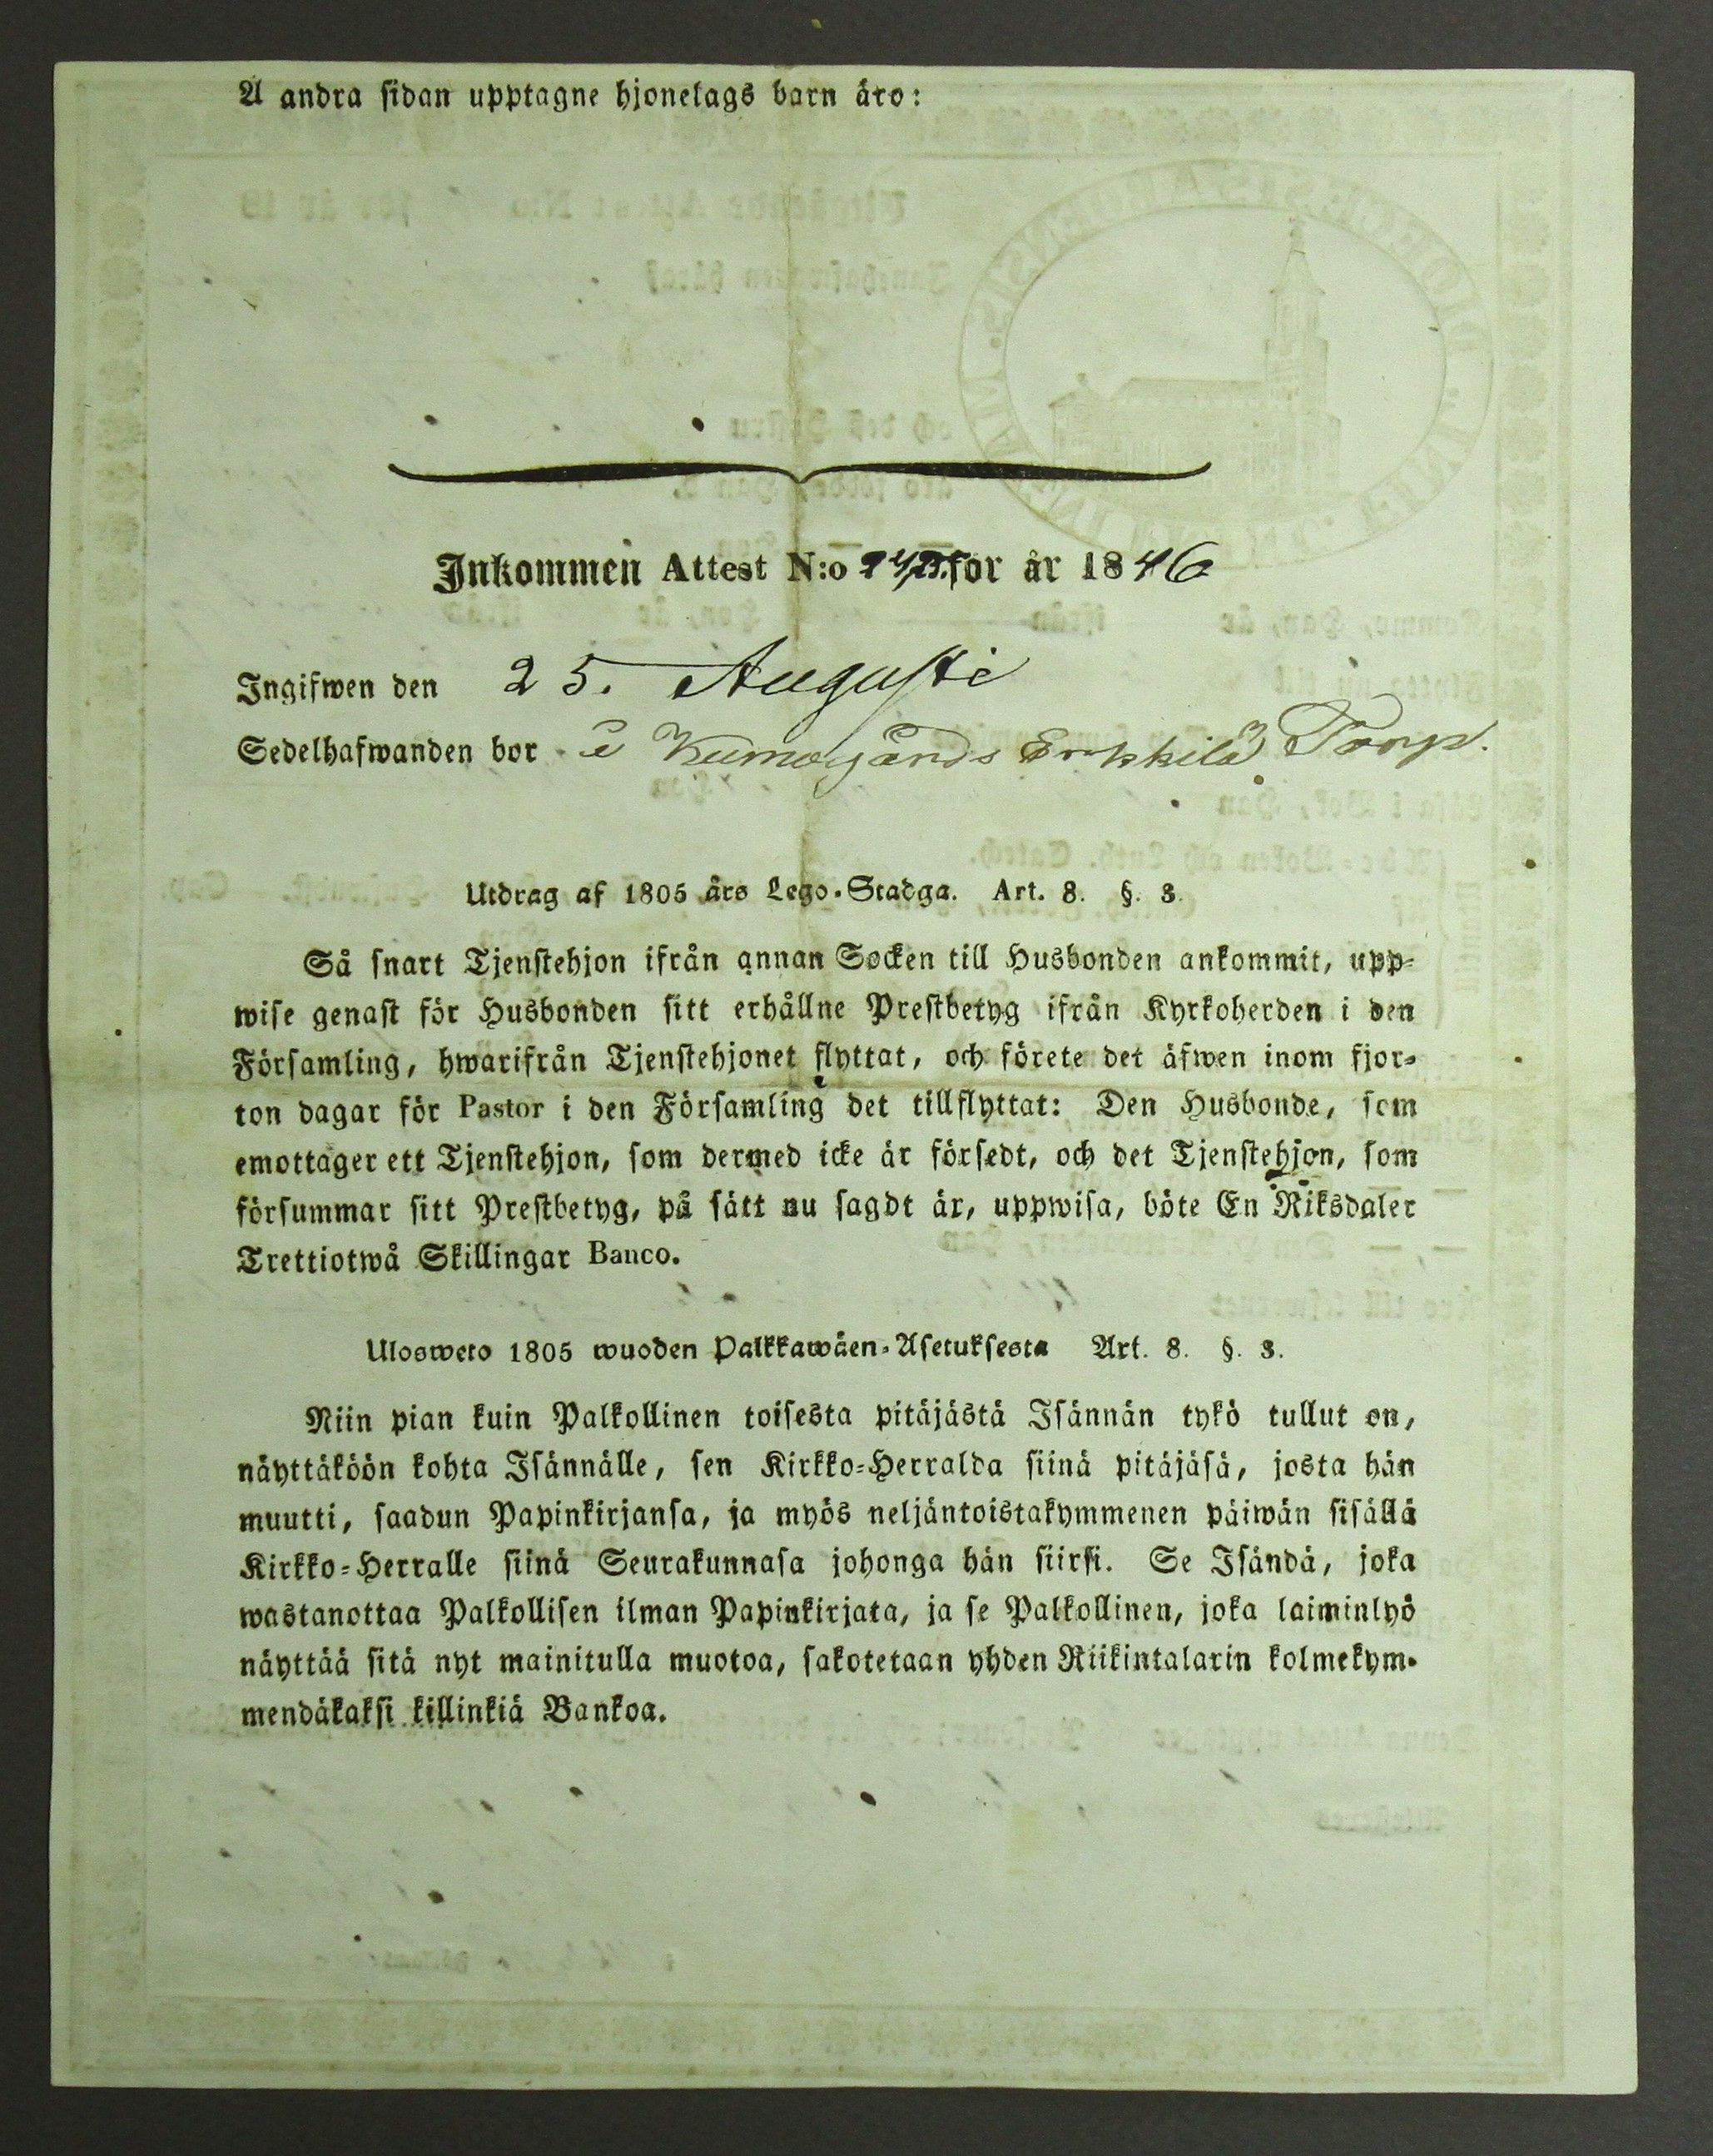 A andra sidan upptagne hjonelags barn äro:
Inkommen Attest N:o 24/25. för år 1846
Ingifwen den 25. Augusti
Sedelhafwanden bor i Kumogårds Erkkilä Torp.
Utdrag af 1805 års Lego-Stadga. Art. 8. §. 3.
Så snart Tjenstehjon ifrån annan Socken till Husbonden ankommit, upp-
wise genast för Husbonden sitt erhållne Prestbetyg ifrån Kyrkoherden i den
Församling, hwarifrån Tjenstehjonet flyttat, och förete det äfwen inom fjor-
ton dagar för Pastor i den Församling det tillflyttat: Den Husbonde, som
emottager ett Tjenstehjon, som dermed icke är försedt, och det Tjenstehjon, som
försummar sitt Prestbetyg, på sätt nu sagdt är, uppwisa, böte En Riksdaler
Trettiotwå Skillingar Banco.
Ulosweto 1805 wuoden Palkkawäen-Asetuksesta Art. 8. §. 3.
Niin pian kuin Palkollinen toisesta pitäjästä Isännän tykö tullut on,
näyttäköön kohta Isännälle, sen Kirkko-Herralda siinä pitäjäsä, josta hän
muutti, saadun Papinkirjansa, ja myös neljäntoistakymmenen päiwän sisällä
Kirkko-Herralle siinä Seurakunnasa johonga hän siirsi. Se Isändä, joka
wastanottaa Palkollisen ilman Papinkirjata, ja se Palkollinen, joka laiminlyö
näyttää sitä nyt mainitulla muotoa, sakotetaan yhden Riikintalarin kolmekym-
mendäkaksi killinkiä Bankoa.